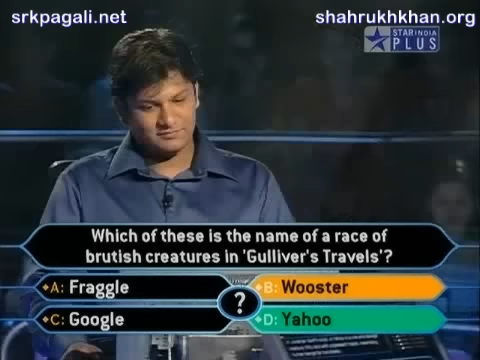 srkpagali.net
shahrukhkhan.org
STAR INDIA
PLUS
Which of these is the name of a race of
brutish creatures in 'Gulliver's Travels'?
A: Fraggle
B: Wooster
?
C: Google
D: Yahoo